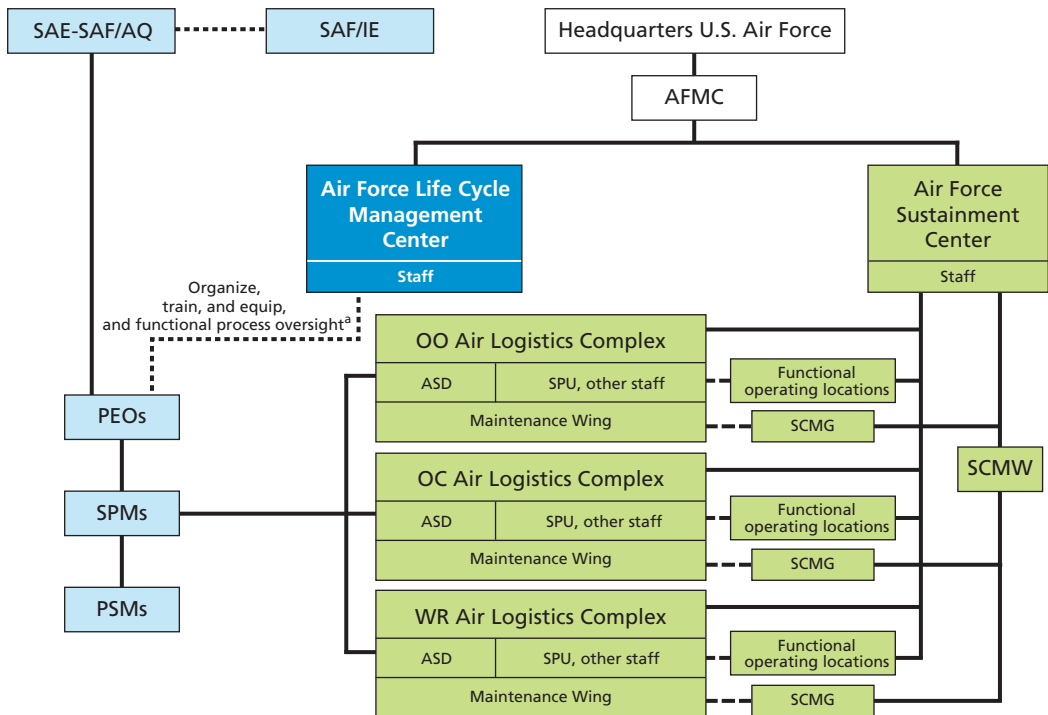 SAE-SAF/AQ
SAF/IE
Headquarters U.S. Air Force
AFMC
Air Force Life Cycle
Management
Center
Staff
Air Force
Sustainment
Center
Staff
Organize,
train, and equip,
and functional process oversightᵃ
OO Air Logistics Complex
ASD
SPU, other staff
Maintenance Wing
Functional
operating locations
SCMG
PEOs
SCMW
OC Air Logistics Complex
ASD
SPU, other staff
Maintenance Wing
Functional
operating locations
SCMG
SPMs
PSMs
WR Air Logistics Complex
ASD
SPU, other staff
Maintenance Wing
Functional
operating locations
SCMG